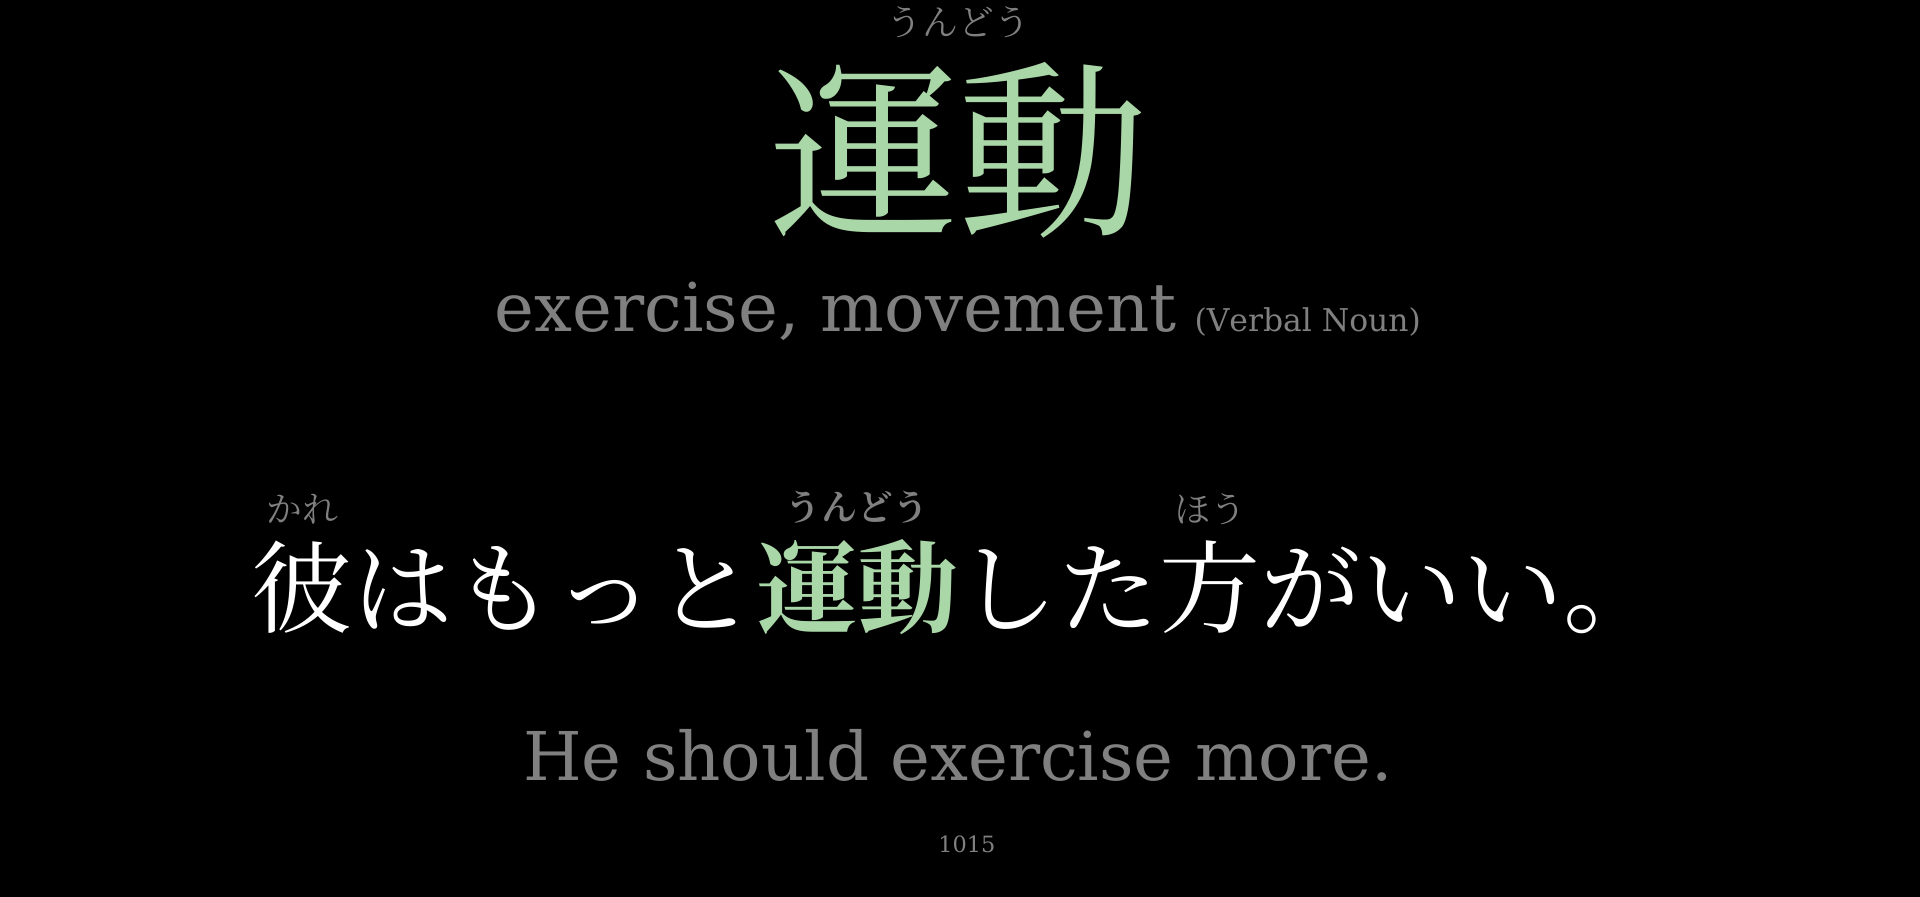 うんどう
運動
exercise, movement (Verbal Noun)
かれ うんどう ほう
彼はもっと運動した方がいい。
He should exercise more.
1015